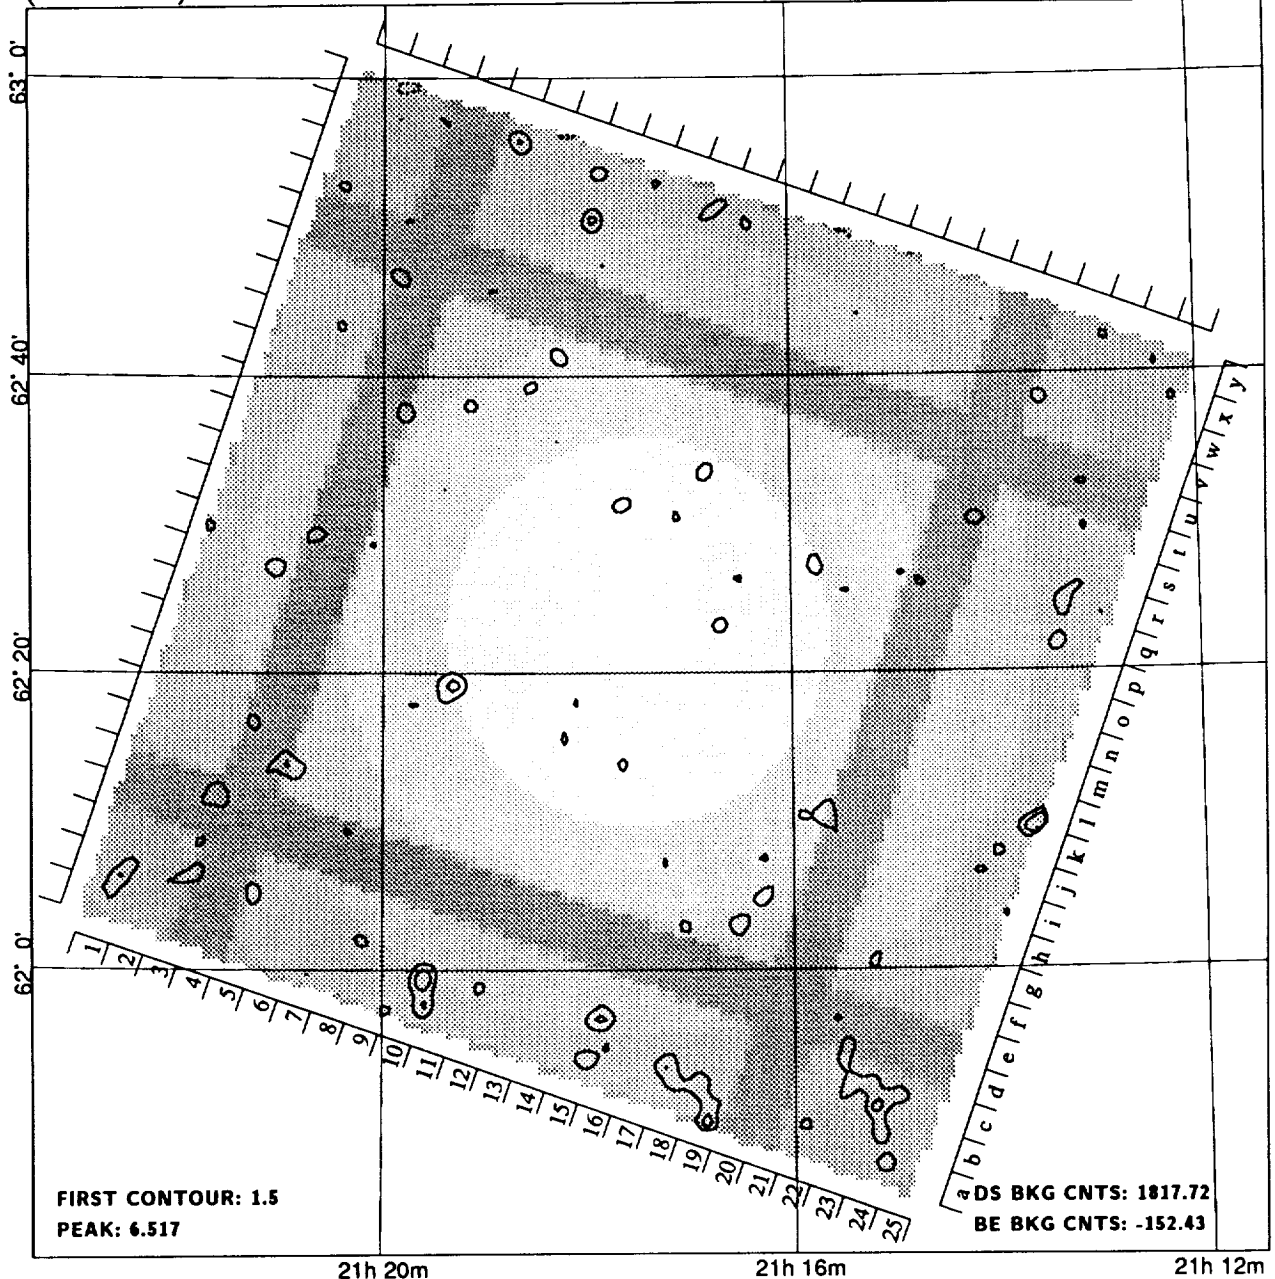 63° 0'
62° 40'
62° 20'
62° 0'
y
x
w
v
u
t
s
r
q
p
o
n
m
l
k
j
i
h
g
f
e
d
c
b
a
1 2 3 4 5 6 7 8 9 10 11 12 13 14 15 16 17 18 19 20 21 22 23 24 25
FIRST CONTOUR: 1.5
PEAK: 6.517
DS BKG CNTS: 1817.72
BE BKG CNTS: -152.43
21h 20m
21h 16m
21h 12m